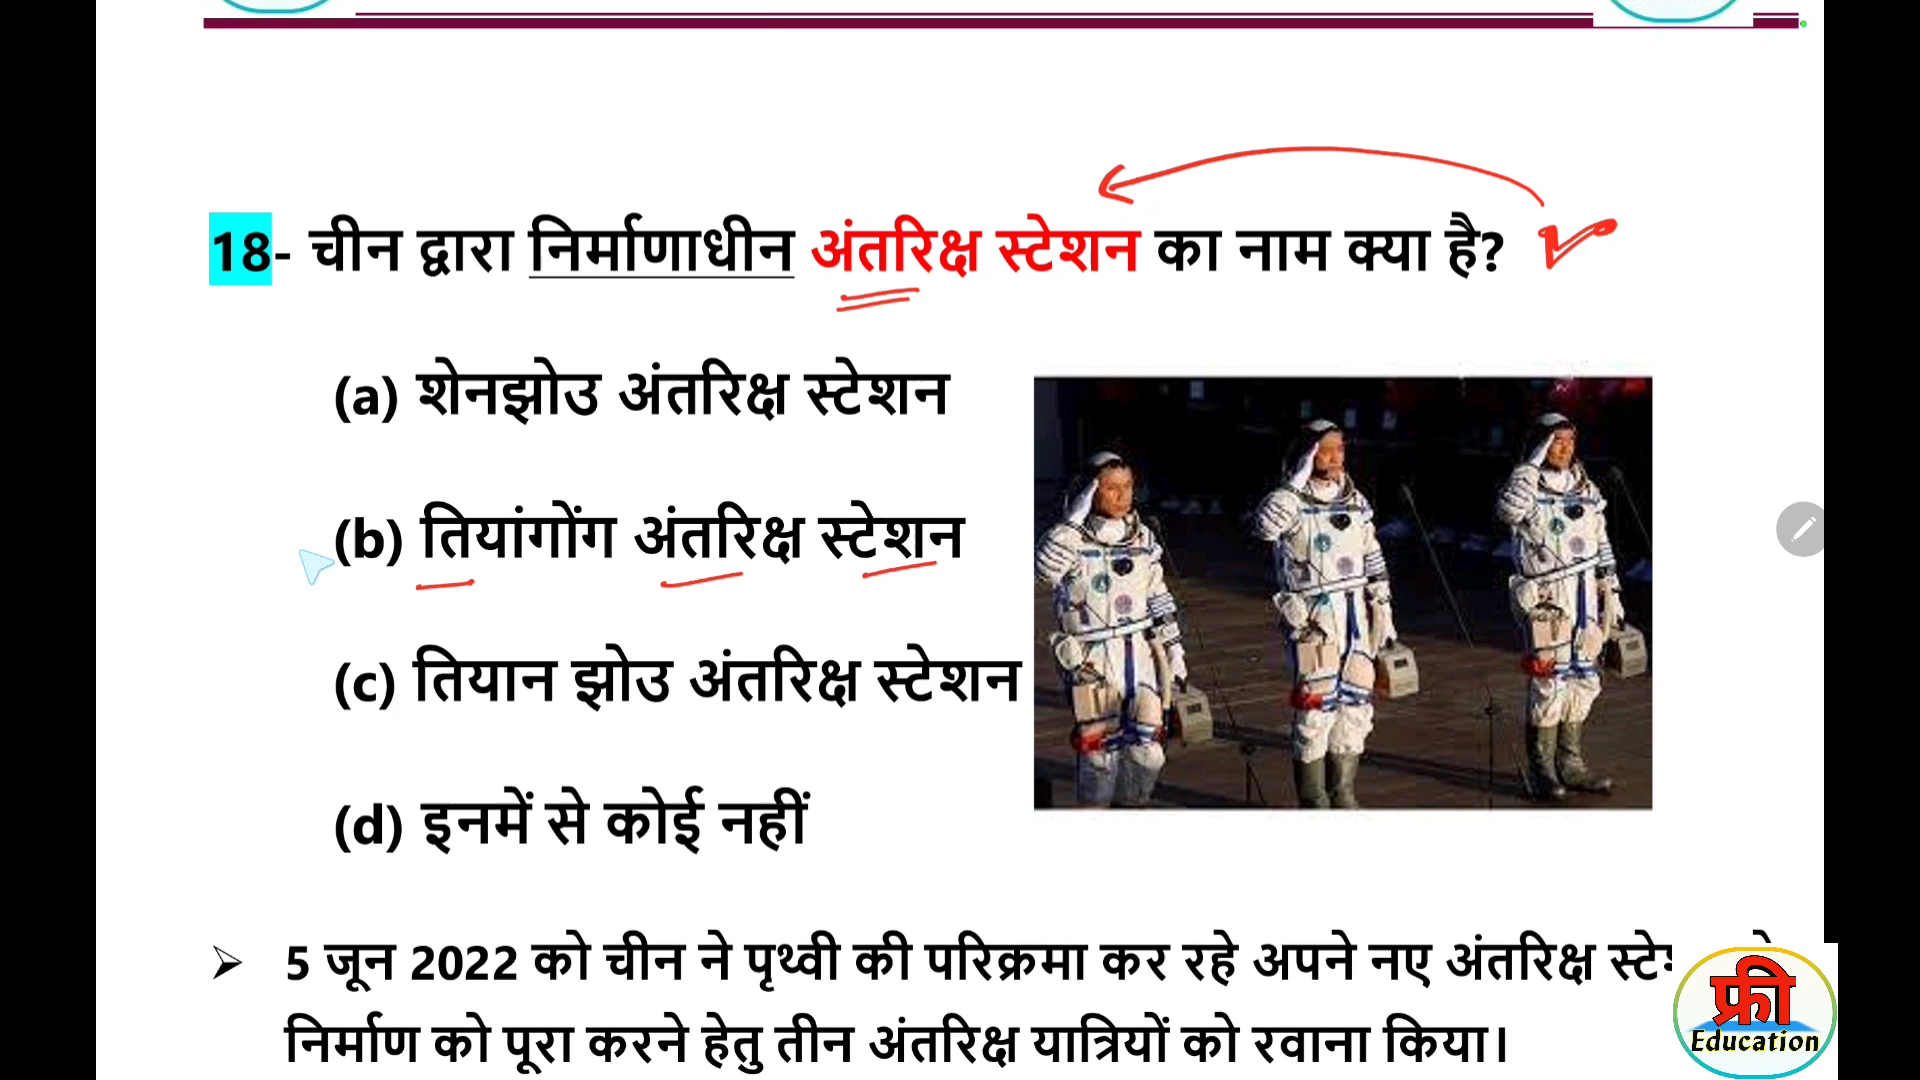 18- चीन द्वारा निर्माणाधीन अंतरिक्ष स्टेशन का नाम क्या है?
(a) शेनझोउ अंतरिक्ष स्टेशन
(b) तियांगोंग अंतरिक्ष स्टेशन
(c) तियान झोउ अंतरिक्ष स्टेशन
(d) इनमें से कोई नहीं
➢ 5 जून 2022 को चीन ने पृथ्वी की परिक्रमा कर रहे अपने नए अंतरिक्ष
निर्माण को पूरा करने हेतु तीन अंतरिक्ष यात्रियों को रवाना किया।
फ्री
Education